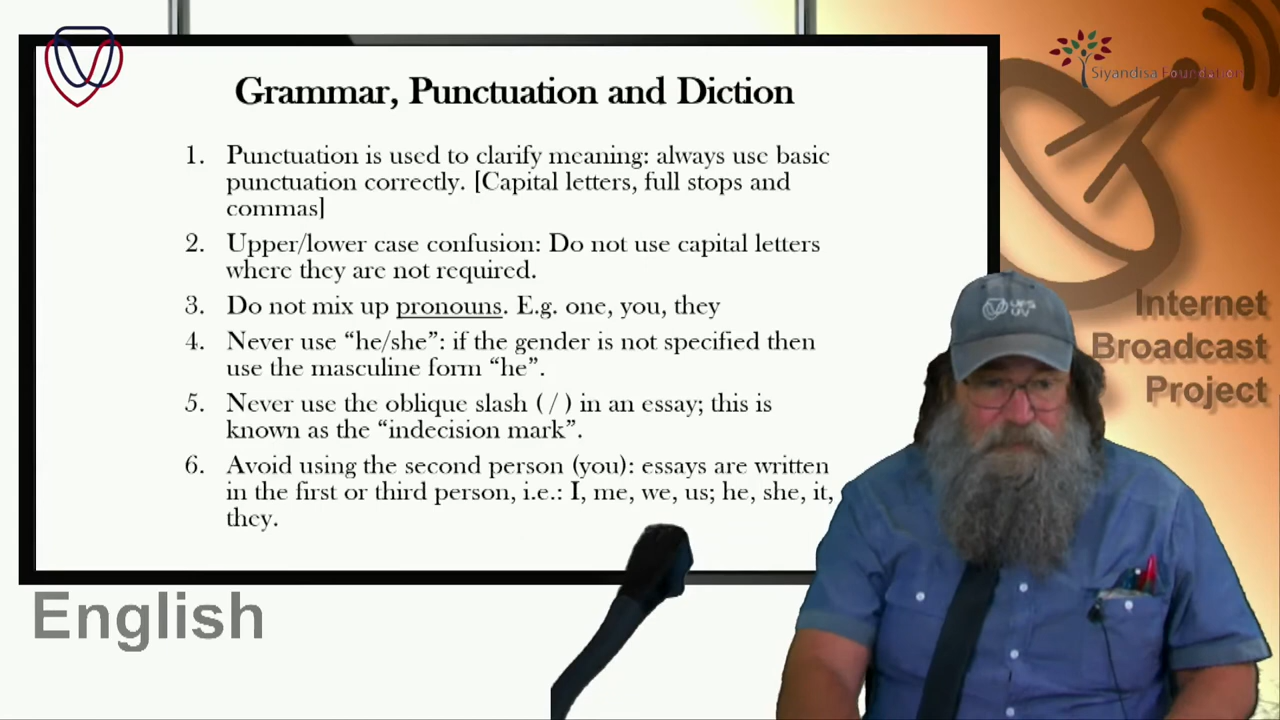 Siyandisa Foundation
Grammar, Punctuation and Diction
1. Punctuation is used to clarify meaning: always use basic
punctuation correctly. [Capital letters, full stops and
commas]
2. Upper/lower case confusion: Do not use capital letters
where they are not required.
3. Do not mix up pronouns. E.g. one, you, they
4. Never use “he/she”: if the gender is not specified then
use the masculine form “he”.
5. Never use the oblique slash ( / ) in an essay; this is
known as the “indecision mark”.
6. Avoid using the second person (you): essays are written
in the first or third person, i.e.: I, me, we, us; he, she, it,
they.
Internet
Broadcast
Project
English
UFS
UV